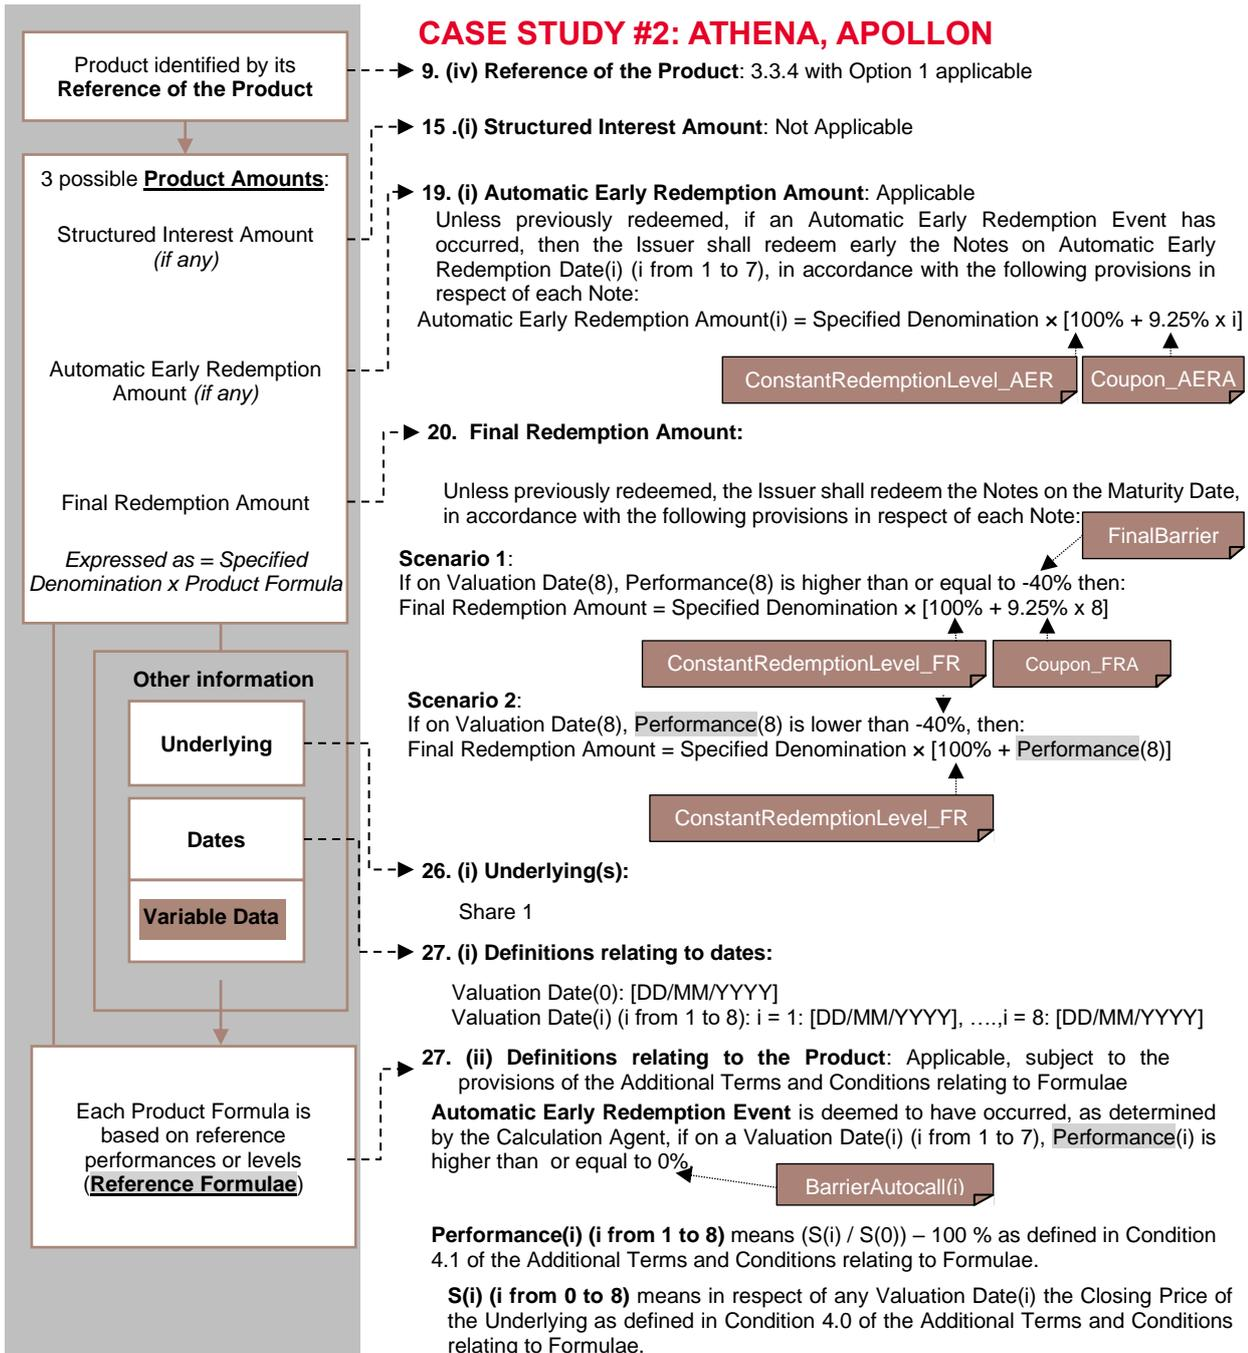 CASE STUDY #2: ATHENA, APOLLON
Product identified by its
Reference of the Product
3 possible Product Amounts:
Structured Interest Amount
(if any)
Automatic Early Redemption
Amount (if any)
Final Redemption Amount
Expressed as = Specified
Denomination x Product Formula
Other information
Underlying
Dates
Variable Data
Each Product Formula is
based on reference
performances or levels
(Reference Formulae)
9. (iv) Reference of the Product: 3.3.4 with Option 1 applicable
15 .(i) Structured Interest Amount: Not Applicable
19. (i) Automatic Early Redemption Amount: Applicable
Unless previously redeemed, if an Automatic Early Redemption Event has
occurred, then the Issuer shall redeem early the Notes on Automatic Early
Redemption Date(i) (i from 1 to 7), in accordance with the following provisions in
respect of each Note:
Automatic Early Redemption Amount(i) = Specified Denomination × [100% + 9.25% x i]
ConstantRedemptionLevel_AER
Coupon_AERA
20. Final Redemption Amount:
Unless previously redeemed, the Issuer shall redeem the Notes on the Maturity Date,
in accordance with the following provisions in respect of each Note:
FinalBarrier
Scenario 1:
If on Valuation Date(8), Performance(8) is higher than or equal to -40% then:
Final Redemption Amount = Specified Denomination × [100% + 9.25% x 8]
ConstantRedemptionLevel_FR
Coupon_FRA
Scenario 2:
If on Valuation Date(8), Performance(8) is lower than -40%, then:
Final Redemption Amount = Specified Denomination × [100% + Performance(8)]
ConstantRedemptionLevel_FR
26. (i) Underlying(s):
Share 1
27. (i) Definitions relating to dates:
Valuation Date(0): [DD/MM/YYYY]
Valuation Date(i) (i from 1 to 8): i = 1: [DD/MM/YYYY], ….,i = 8: [DD/MM/YYYY]
27. (ii) Definitions relating to the Product: Applicable, subject to the
provisions of the Additional Terms and Conditions relating to Formulae
Automatic Early Redemption Event is deemed to have occurred, as determined
by the Calculation Agent, if on a Valuation Date(i) (i from 1 to 7), Performance(i) is
higher than or equal to 0%.
BarrierAutocall(i)
Performance(i) (i from 1 to 8) means (S(i) / S(0)) – 100 % as defined in Condition
4.1 of the Additional Terms and Conditions relating to Formulae.
S(i) (i from 0 to 8) means in respect of any Valuation Date(i) the Closing Price of
the Underlying as defined in Condition 4.0 of the Additional Terms and Conditions
relating to Formulae.